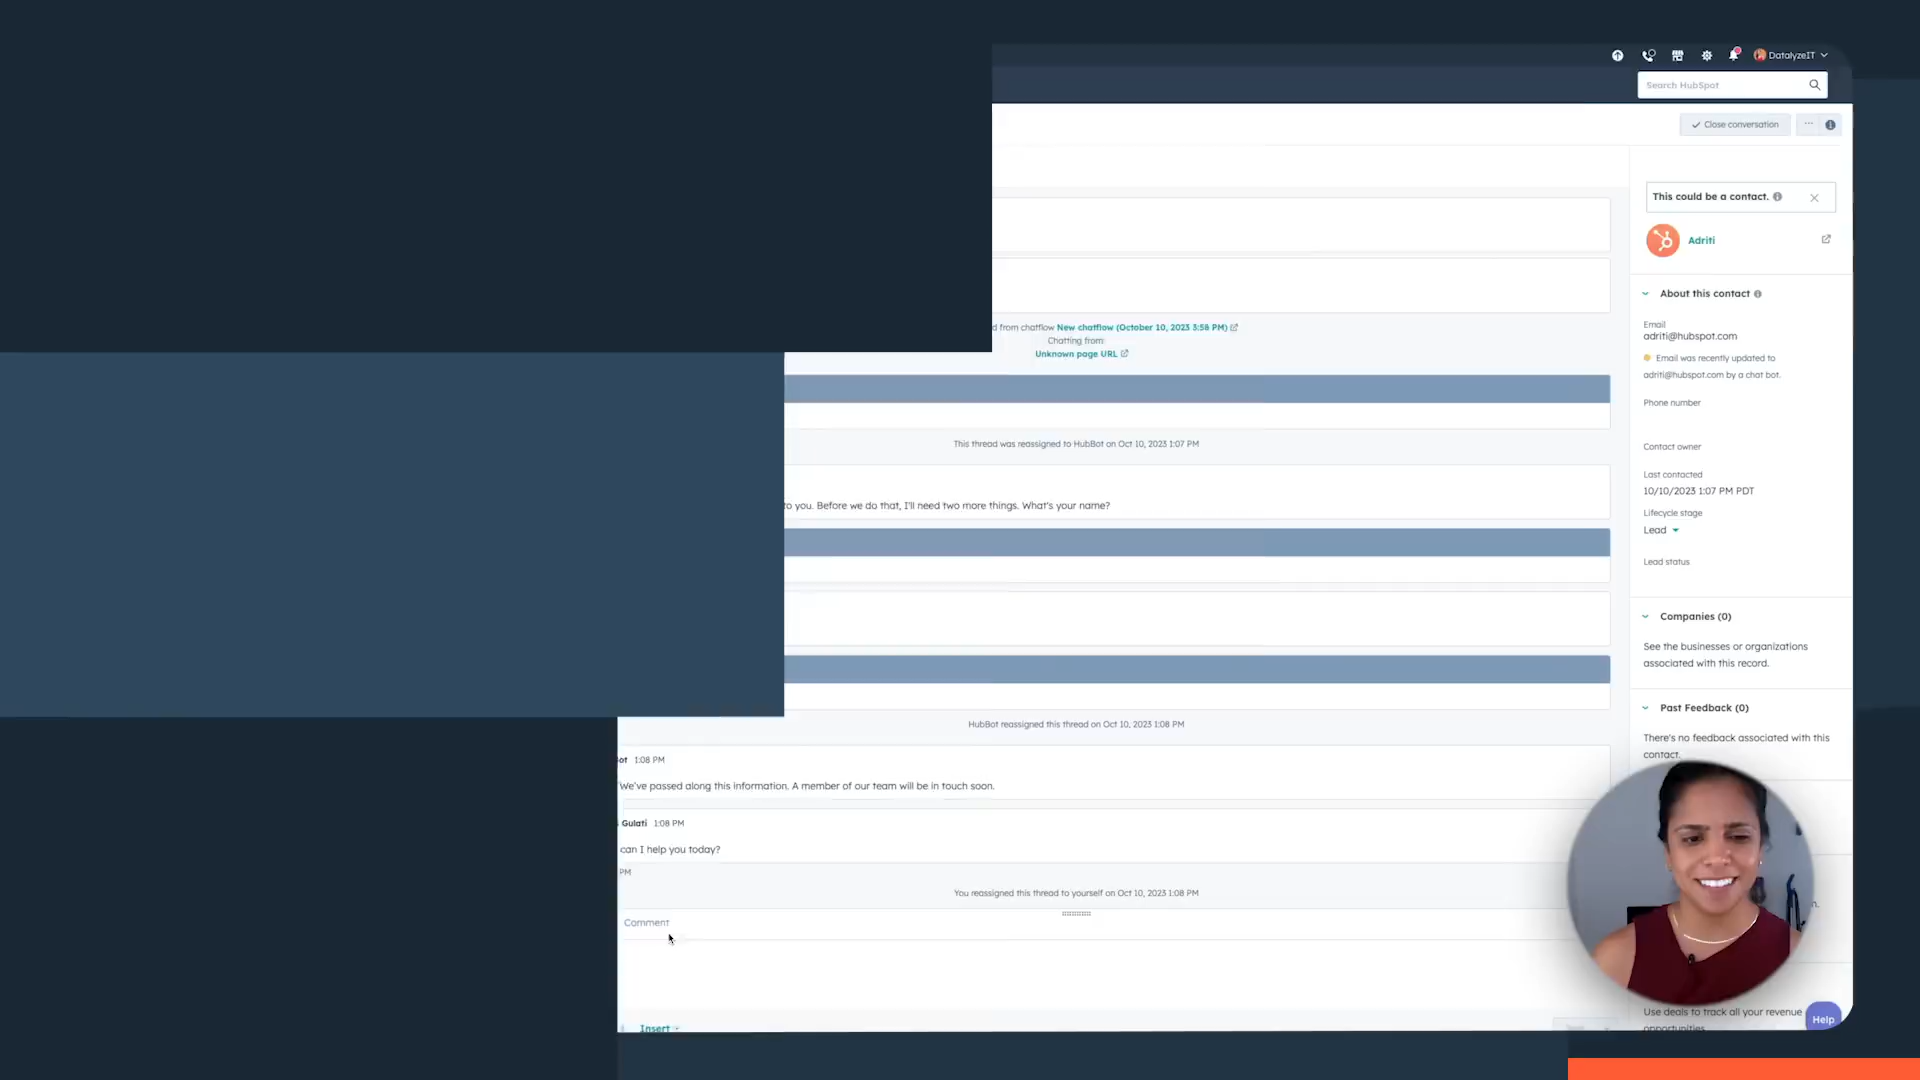 DatalyzeIT
Search HubSpot
Close conversation
This could be a contact.
Adriti
About this contact
Email
adriti@hubspot.com
Email was recently updated to
adriti@hubspot.com by a chat bot.
Phone number
Contact owner
Last contacted
10/10/2023 1:07 PM PDT
Lifecycle stage
Lead
Lead status
Companies (0)
See the businesses or organizations
associated with this record.
Past Feedback (0)
There's no feedback associated with this
contact.
Use deals to track all your revenue
opportunities
Help
d from chatflow New chatflow (October 10, 2023 3:58 PM)
Chatting from:
Unknown page URL
This thread was reassigned to HubBot on Oct 10, 2023 1:07 PM
to you. Before we do that, I'll need two more things. What's your name?
HubBot reassigned this thread on Oct 10, 2023 1:08 PM
ot 1:08 PM
We've passed along this information. A member of our team will be in touch soon.
Gulati 1:08 PM
can I help you today?
PM
You reassigned this thread to yourself on Oct 10, 2023 1:08 PM
Comment
Insert